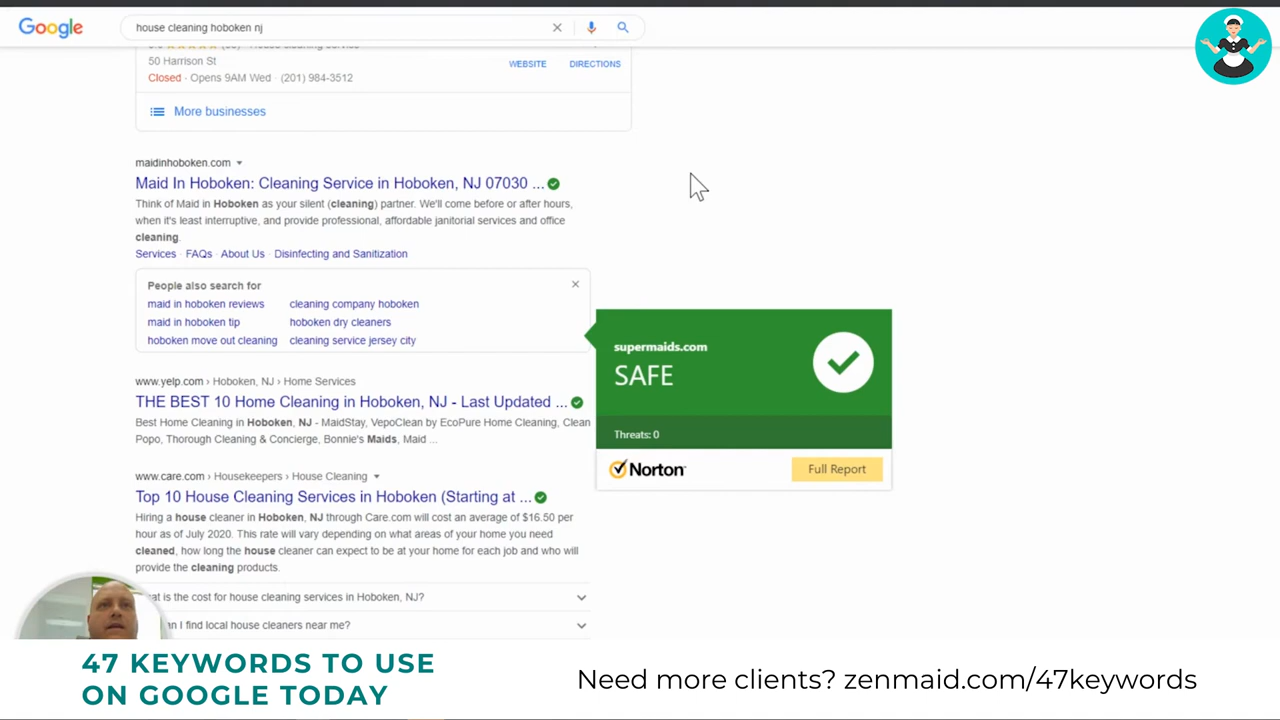 Google
house cleaning hoboken nj
50 Harrison St
WEBSITE
DIRECTIONS
Closed · Opens 9AM Wed · (201) 984-3512
More businesses
maidinhoboken.com
Maid In Hoboken: Cleaning Service in Hoboken, NJ 07030 ...
Think of Maid in Hoboken as your silent (cleaning) partner. We'll come before or after hours,
when it's least interruptive, and provide professional, affordable janitorial services and office
cleaning.
Services · FAQs · About Us · Disinfecting and Sanitization
People also search for
maid in hoboken reviews
cleaning company hoboken
maid in hoboken tip
hoboken dry cleaners
hoboken move out cleaning
cleaning service jersey city
supermaids.com
SAFE
Threats: 0
Norton
Full Report
www.yelp.com › Hoboken, NJ › Home Services
THE BEST 10 Home Cleaning in Hoboken, NJ - Last Updated ...
Best Home Cleaning in Hoboken, NJ - MaidStay, VepoClean by EcoPure Home Cleaning, Clean
Popo, Thorough Cleaning & Concierge, Bonnie's Maids, Maid ...
www.care.com › Housekeepers › House Cleaning
Top 10 House Cleaning Services in Hoboken (Starting at ...
Hiring a house cleaner in Hoboken, NJ through Care.com will cost an average of $16.50 per
hour as of July 2020. This rate will vary depending on what areas of your home you need
cleaned, how long the house cleaner can expect to be at your home for each job and who will
provide the cleaning products.
at is the cost for house cleaning services in Hoboken, NJ?
an I find local house cleaners near me?
47 KEYWORDS TO USE
ON GOOGLE TODAY
Need more clients? zenmaid.com/47keywords